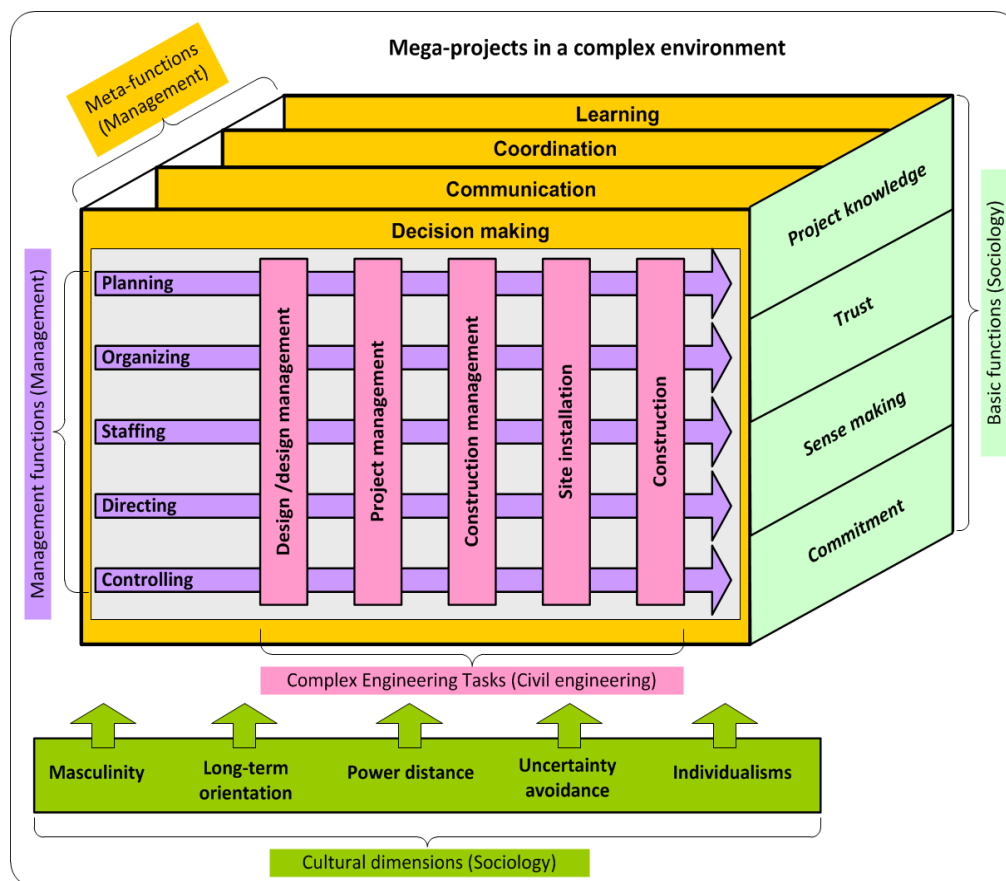 Mega-projects in a complex environment
Meta-functions
(Management)
Learning
Coordination
Communication
Decision making
Management functions (Management)
Planning
Organizing
Staffing
Directing
Controlling
Design /design management
Project management
Construction management
Site installation
Construction
Project knowledge
Trust
Sense making
Commitment
Basic functions (Sociology)
Complex Engineering Tasks (Civil engineering)
Masculinity
Long-term
orientation
Power distance
Uncertainty
avoidance
Individualisms
Cultural dimensions (Sociology)